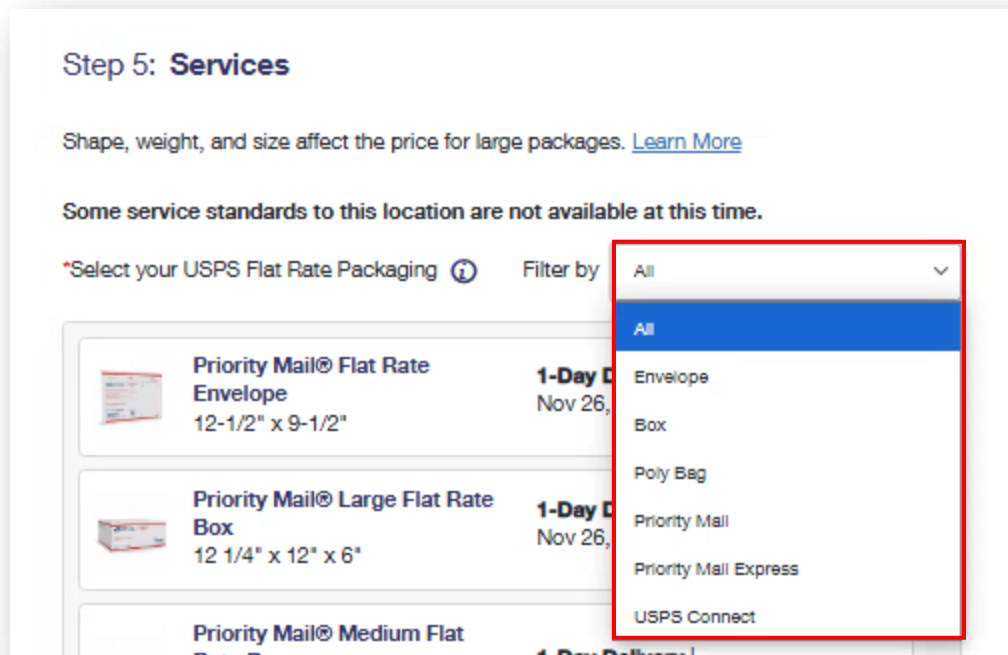 Step 5: Services
Shape, weight, and size affect the price for large packages. Learn More
Some service standards to this location are not available at this time.
*Select your USPS Flat Rate Packaging
Filter by
All
All
Envelope
Box
Poly Bag
Priority Mail
Priority Mail Express
USPS Connect
Priority Mail® Flat Rate
Envelope
12-1/2" x 9-1/2"
1-Day D
Nov 26,
Priority Mail® Large Flat Rate
Box
12 1/4" x 12" x 6"
1-Day D
Nov 26,
Priority Mail® Medium Flat
1-Day Delivery